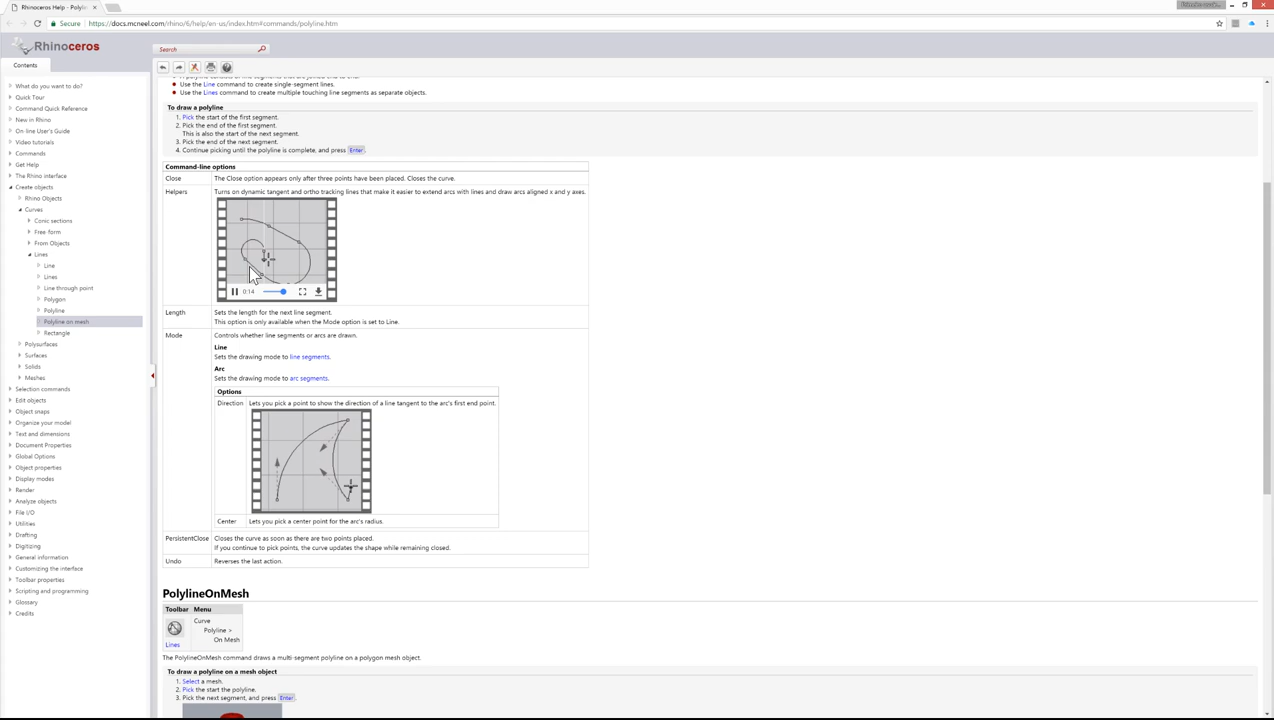 Rhinoceros Help - Polyli
Secure
https://docs.mcneel.com/rhino/6/help/en-us/index.htm#commands/polyline.htm
Rhinoceros
Search
Contents
What do you want to do?
Quick Tour
Command Quick Reference
New in Rhino
On-line User's Guide
Video tutorials
Commands
Get Help
The Rhino interface
Create objects
Rhino Objects
Curves
Conic sections
Free-form
From Objects
Lines
Line
Lines
Line through point
Polygon
Polyline
Polyline on mesh
Rectangle
Polysurfaces
Surfaces
Solids
Meshes
Selection commands
Edit objects
Object snaps
Organize your model
Text and dimensions
Document Properties
Global Options
Object properties
Display modes
Render
Analyze objects
File I/O
Utilities
Drafting
Digitizing
General information
Customizing the interface
Toolbar properties
Scripting and programming
Glossary
Credits
Use the Line command to create single-segment lines.
Use the Lines command to create multiple touching line segments as separate objects.
To draw a polyline
1. Pick the start of the first segment.
2. Pick the end of the first segment.
This is also the start of the next segment.
3. Pick the end of the next segment.
4. Continue picking until the polyline is complete, and press Enter.
Command-line options
Close The Close option appears only after three points have been placed. Closes the curve.
Helpers Turns on dynamic tangent and ortho tracking lines that make it easier to extend arcs with lines and draw arcs aligned x and y axes.
0:14
Length Sets the length for the next line segment.
This option is only available when the Mode option is set to Line.
Mode Controls whether line segments or arcs are drawn.
Line
Sets the drawing mode to line segments.
Arc
Sets the drawing mode to arc segments.
Options
Direction Lets you pick a point to show the direction of a line tangent to the arc's first end point.
Center Lets you pick a center point for the arc's radius.
PersistentClose Closes the curve as soon as there are two points placed.
If you continue to pick points, the curve updates the shape while remaining closed.
Undo Reverses the last action.
PolylineOnMesh
Toolbar Menu
Curve
Polyline >
On Mesh
Lines
The PolylineOnMesh command draws a multi-segment polyline on a polygon mesh object.
To draw a polyline on a mesh object
1. Select a mesh.
2. Pick the start the polyline.
3. Pick the next segment, and press Enter.